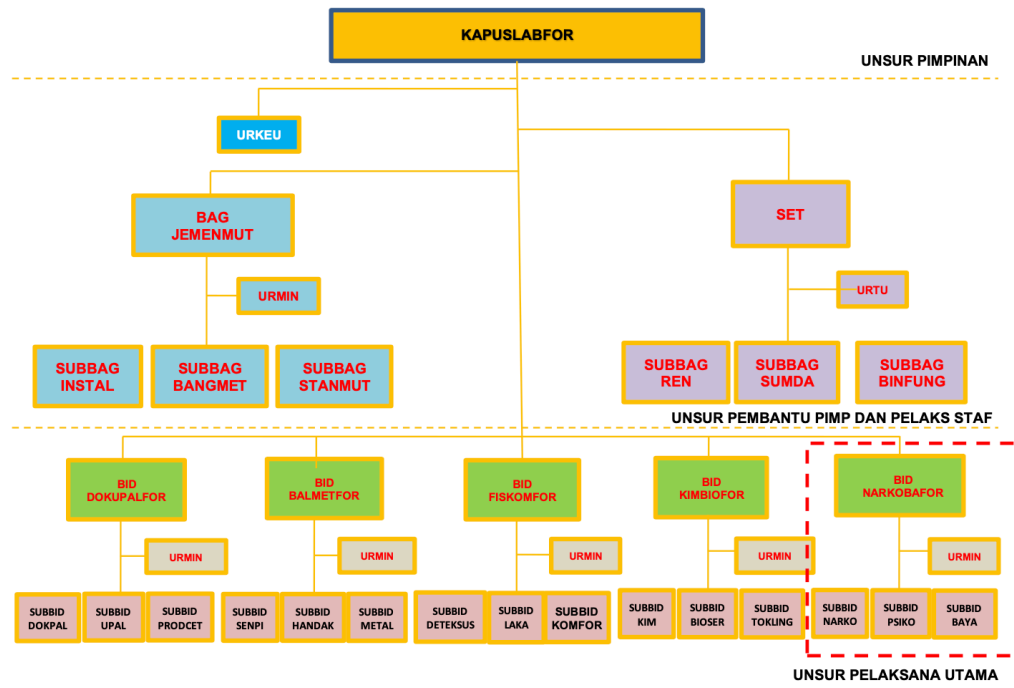 KAPUSLABFOR
UNSUR PIMPINAN
URKEU
BAG
JEMENMUT
SET
URMIN
URTU
SUBBAG
INSTAL
SUBBAG
BANGMET
SUBBAG
STANMUT
SUBBAG
REN
SUBBAG
SUMDA
SUBBAG
BINFUNG
UNSUR PEMBANTU PIMP DAN PELAKS STAF
BID
DOKUPALFOR
BID
BALMETFOR
BID
FISKOMFOR
BID
KIMBIOFOR
BID
NARKOBAFOR
URMIN
URMIN
URMIN
URMIN
URMIN
SUBBID
DOKPAL
SUBBID
UPAL
SUBBID
PRODCET
SUBBID
SENPI
SUBBID
HANDAK
SUBBID
METAL
SUBBID
DETEKSUS
SUBBID
LAKA
SUBBID
KOMFOR
SUBBID
KIM
SUBBID
BIOSER
SUBBID
TOKLING
SUBBID
NARKO
SUBBID
PSIKO
SUBBID
BAYA
UNSUR PELAKSANA UTAMA